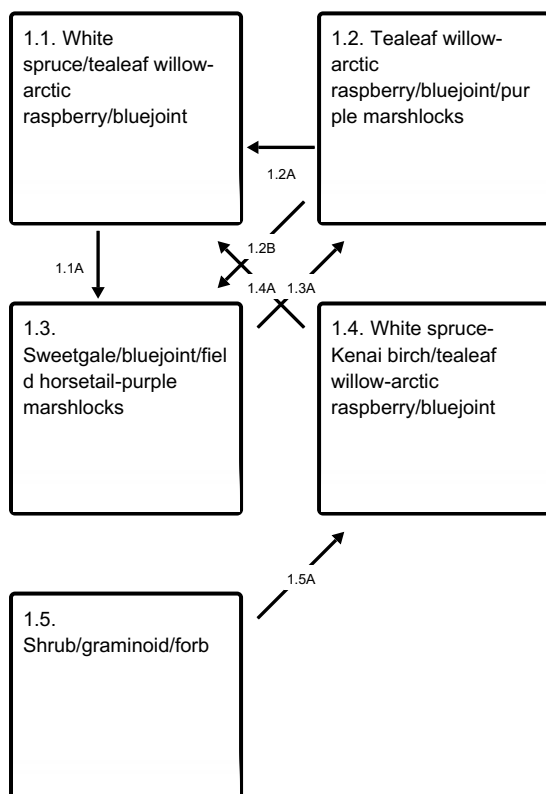 1.1. White
spruce/tealeaf willow-
arctic
raspberry/bluejoint
1.2. Tealeaf willow-
arctic
raspberry/bluejoint/pur
ple marshlocks
1.2A
1.2B
1.1A
1.4A
1.3A
1.3.
Sweetgale/bluejoint/fiel
d horsetail-purple
marshlocks
1.4. White spruce-
Kenai birch/tealeaf
willow-arctic
raspberry/bluejoint
1.5A
1.5.
Shrub/graminoid/forb